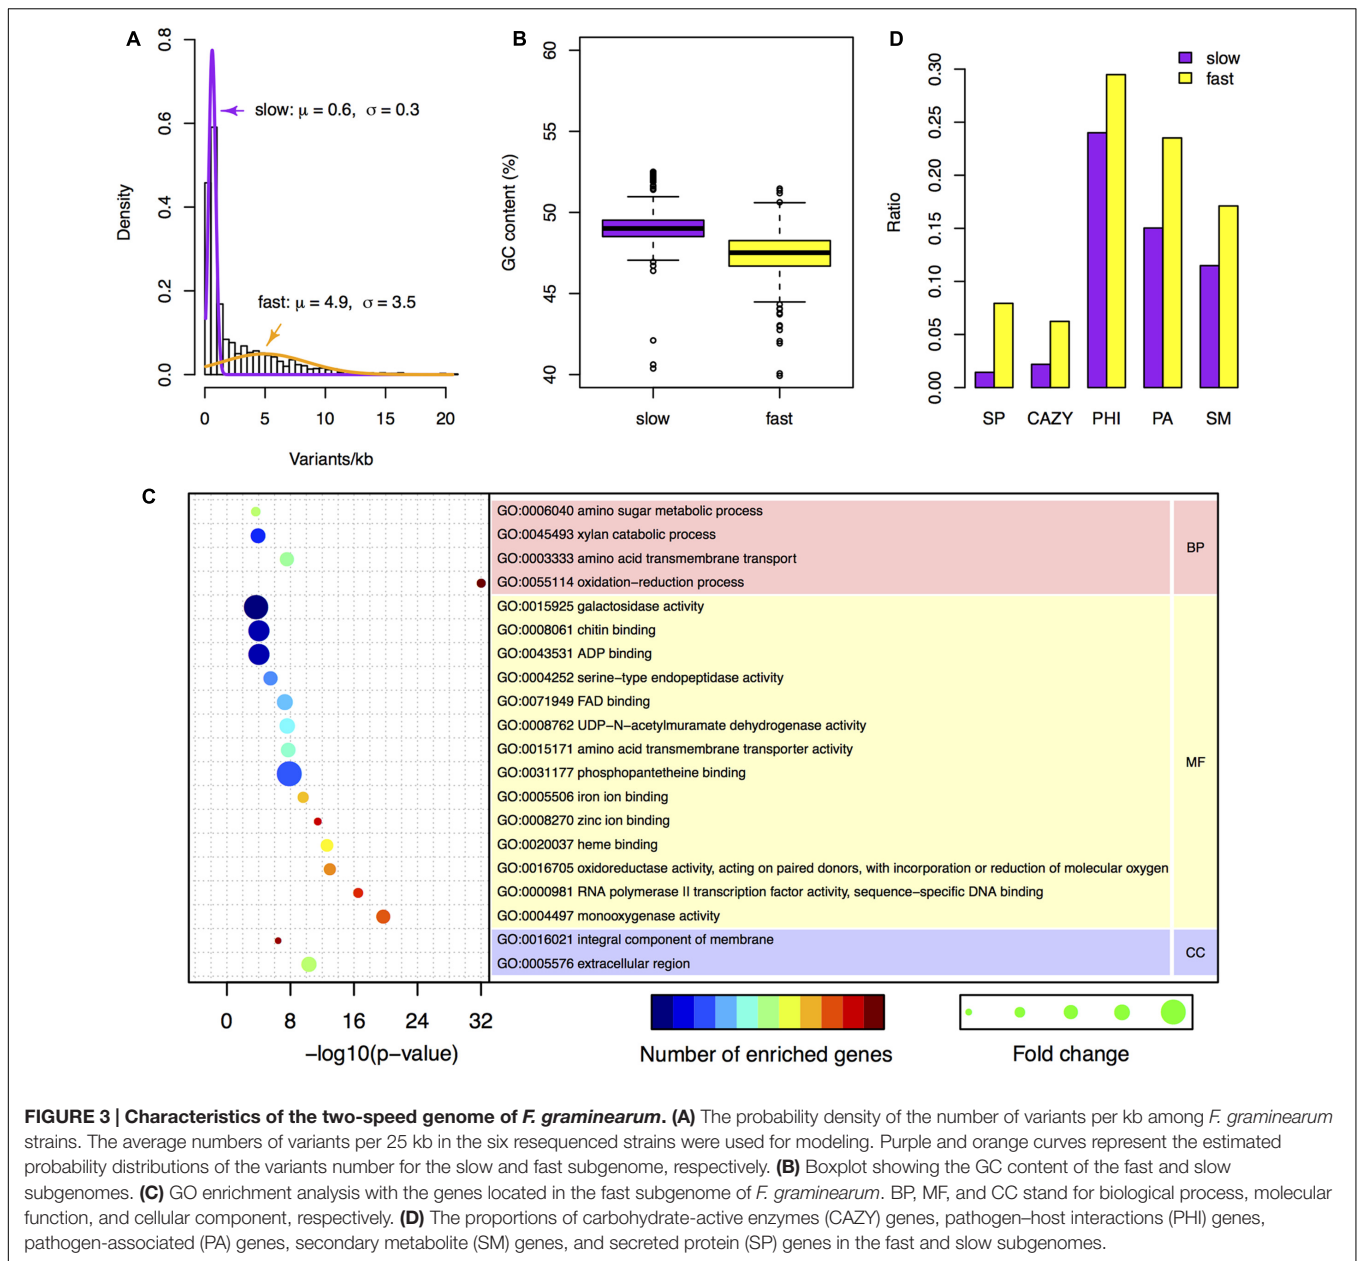 A
0.8
0.6
0.4
0.2
0.0
Density
slow: μ = 0.6, σ = 0.3
fast: μ = 4.9, σ = 3.5
0 5 10 15 20
Variants/kb
B
60
55
50
45
40
GC content (%)
slow fast
D
slow
fast
0.30
0.25
0.20
0.15
0.10
0.05
0.00
Ratio
SP CAZY PHI PA SM
C
GO:0006040 amino sugar metabolic process
GO:0045493 xylan catabolic process
GO:0003333 amino acid transmembrane transport
GO:0055114 oxidation−reduction process
BP
GO:0015925 galactosidase activity
GO:0008061 chitin binding
GO:0043531 ADP binding
GO:0004252 serine−type endopeptidase activity
GO:0071949 FAD binding
GO:0008762 UDP−N−acetylmuramate dehydrogenase activity
GO:0015171 amino acid transmembrane transporter activity
GO:0031177 phosphopantetheine binding
GO:0005506 iron ion binding
GO:0008270 zinc ion binding
GO:0020037 heme binding
GO:0016705 oxidoreductase activity, acting on paired donors, with incorporation or reduction of molecular oxygen
GO:0000981 RNA polymerase II transcription factor activity, sequence−specific DNA binding
GO:0004497 monooxygenase activity
MF
GO:0016021 integral component of membrane
GO:0005576 extracellular region
CC
0 8 16 24 32
−log10(p−value)
Number of enriched genes
Fold change
FIGURE 3 | Characteristics of the two-speed genome of F. graminearum. (A) The probability density of the number of variants per kb among F. graminearum
strains. The average numbers of variants per 25 kb in the six resequenced strains were used for modeling. Purple and orange curves represent the estimated
probability distributions of the variants number for the slow and fast subgenome, respectively. (B) Boxplot showing the GC content of the fast and slow
subgenomes. (C) GO enrichment analysis with the genes located in the fast subgenome of F. graminearum. BP, MF, and CC stand for biological process, molecular
function, and cellular component, respectively. (D) The proportions of carbohydrate-active enzymes (CAZY) genes, pathogen–host interactions (PHI) genes,
pathogen-associated (PA) genes, secondary metabolite (SM) genes, and secreted protein (SP) genes in the fast and slow subgenomes.